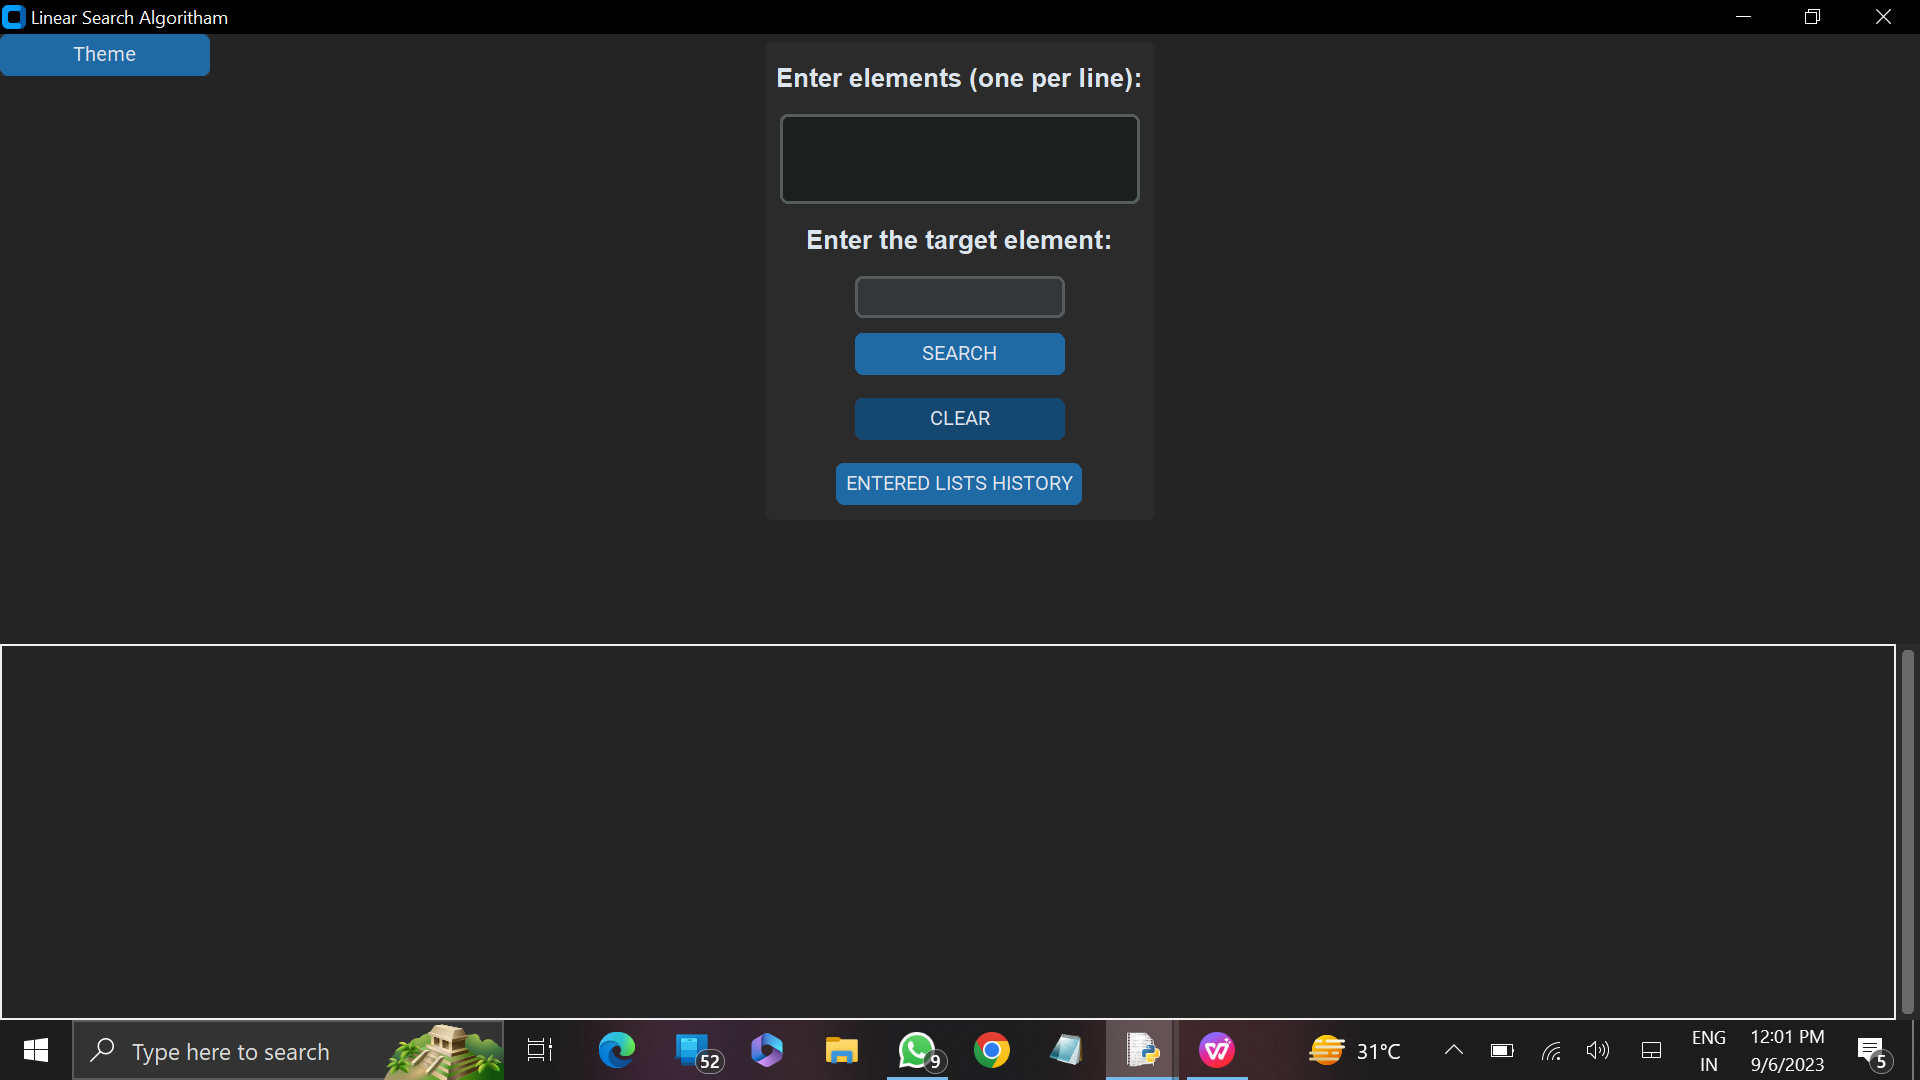 Linear Search Algoritham
Theme
Enter elements (one per line):
Enter the target element:
SEARCH
CLEAR
ENTERED LISTS HISTORY
Type here to search
52
9
31°C
ENG
IN
12:01 PM
9/6/2023
5